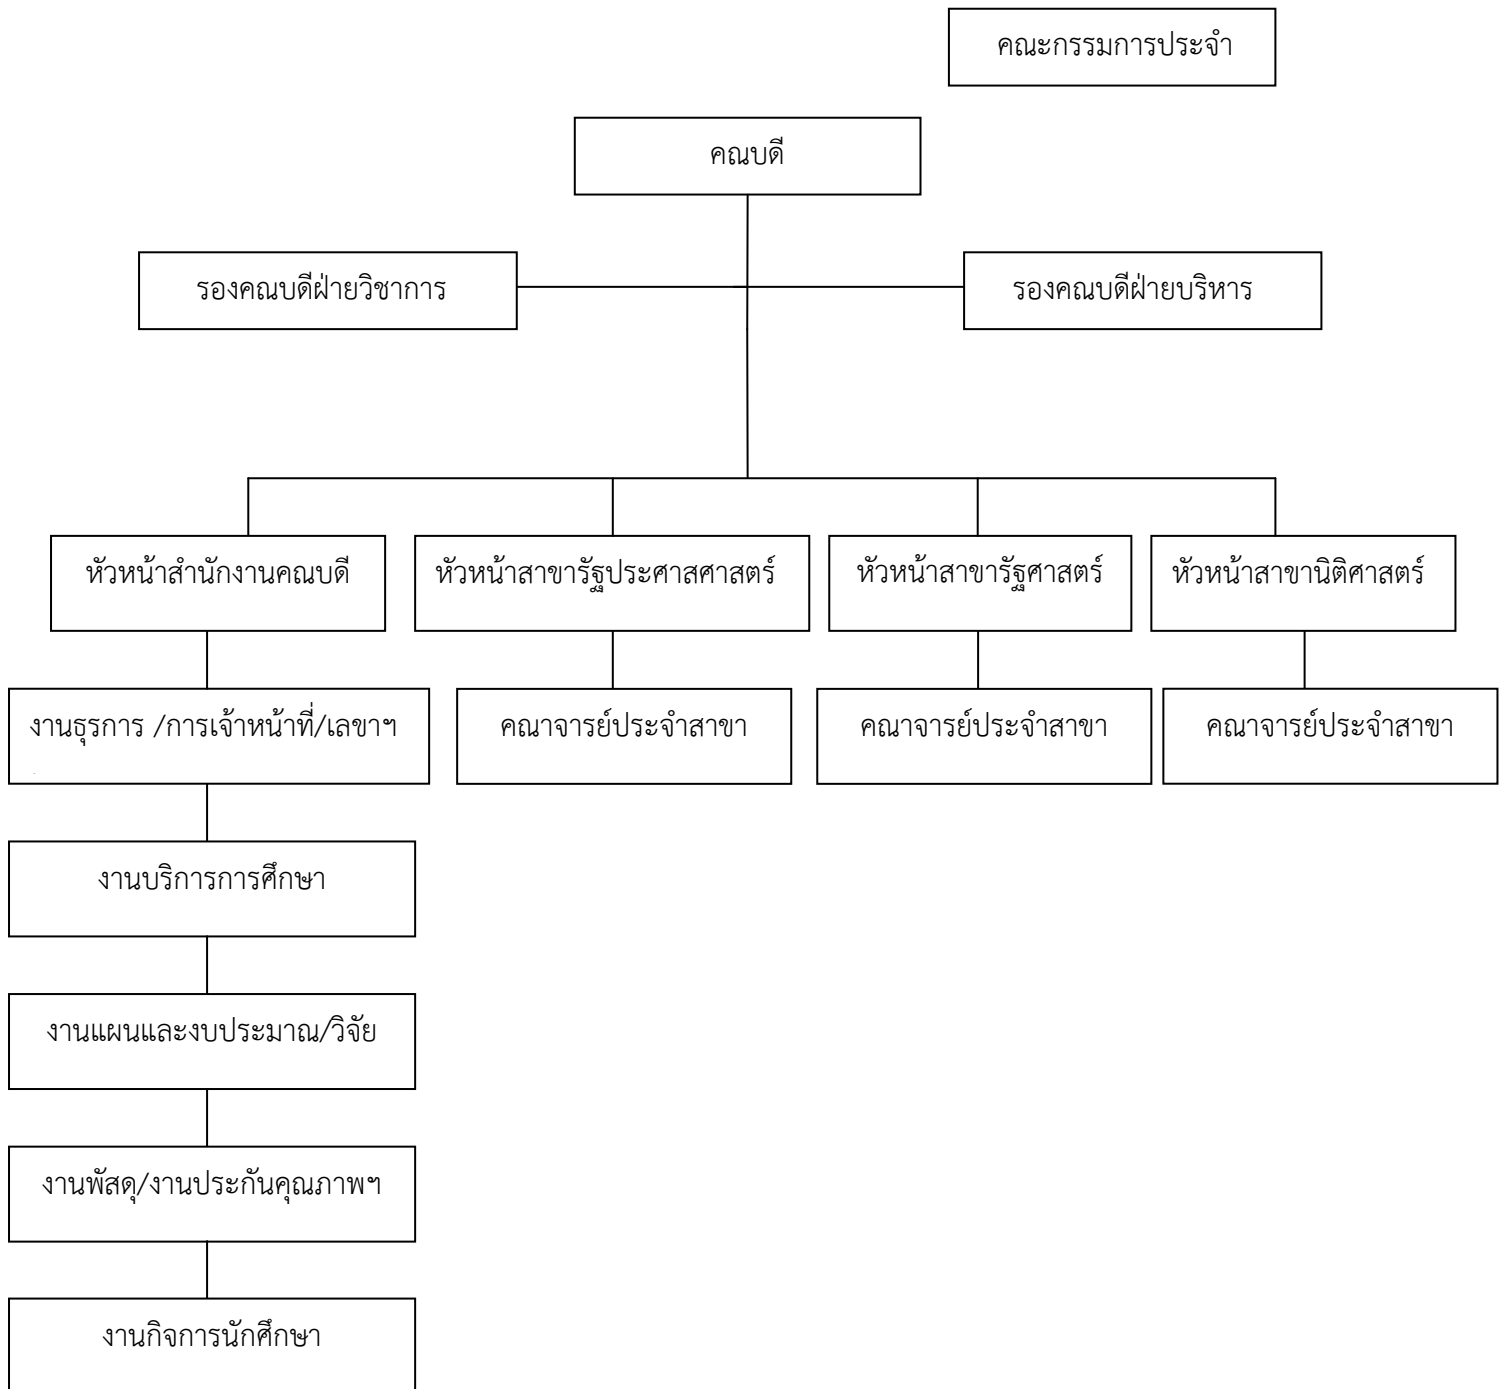 คณะกรรมการประจำ
คณบดี
รองคณบดีฝ่ายวิชาการ
รองคณบดีฝ่ายบริหาร
หัวหน้าสำนักงานคณบดี
หัวหน้าสาขารัฐประศาสศาสตร์
หัวหน้าสาขารัฐศาสตร์
หัวหน้าสาขานิติศาสตร์
งานธุรการ /การเจ้าหน้าที่/เลขาฯ
คณาจารย์ประจำสาขา
คณาจารย์ประจำสาขา
คณาจารย์ประจำสาขา
งานบริการการศึกษา
งานแผนและงบประมาณ/วิจัย
งานพัสดุ/งานประกันคุณภาพฯ
งานกิจการนักศึกษา